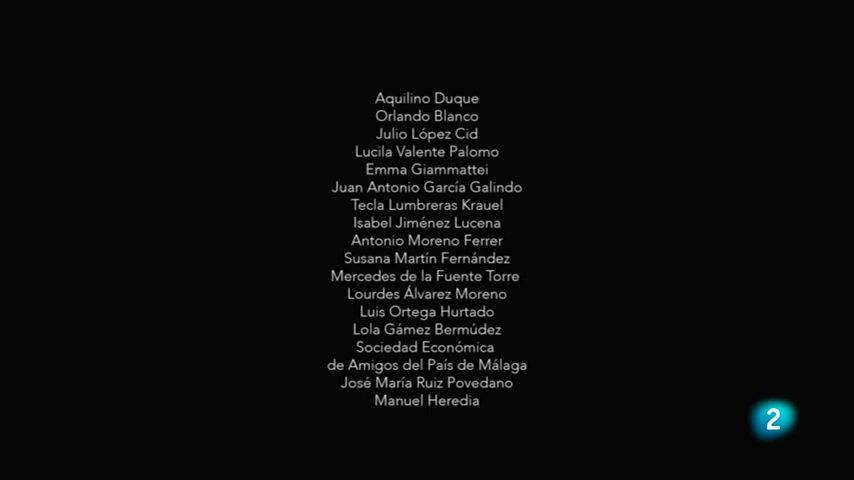 Aquilino Duque
Orlando Blanco
Julio López Cid
Lucila Valente Palomo
Emma Giammattei
Juan Antonio García Galindo
Tecla Lumbreras Krauel
Isabel Jiménez Lucena
Antonio Moreno Ferrer
Susana Martín Fernández
Mercedes de la Fuente Torre
Lourdes Álvarez Moreno
Luis Ortega Hurtado
Lola Gámez Bermúdez
Sociedad Económica
de Amigos del País de Málaga
José María Ruiz Povedano
Manuel Heredia
2